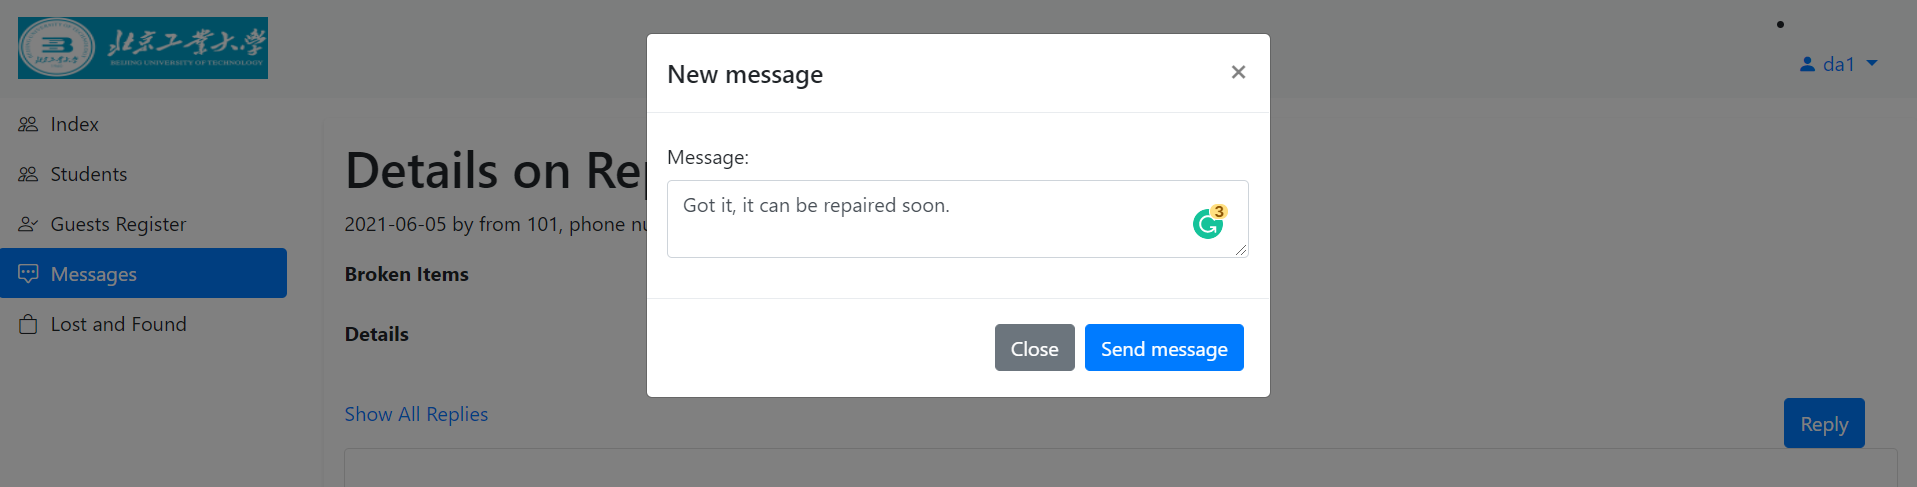 北京工业大学
BEIJING UNIVERSITY OF TECHNOLOGY
da1
Index
Students
Guests Register
Messages
Lost and Found
Details on Re
2021-06-05 by from 101, phone nu
Broken Items
Details
Show All Replies
Reply
New message
×
Message:
Got it, it can be repaired soon.
3
Close
Send message